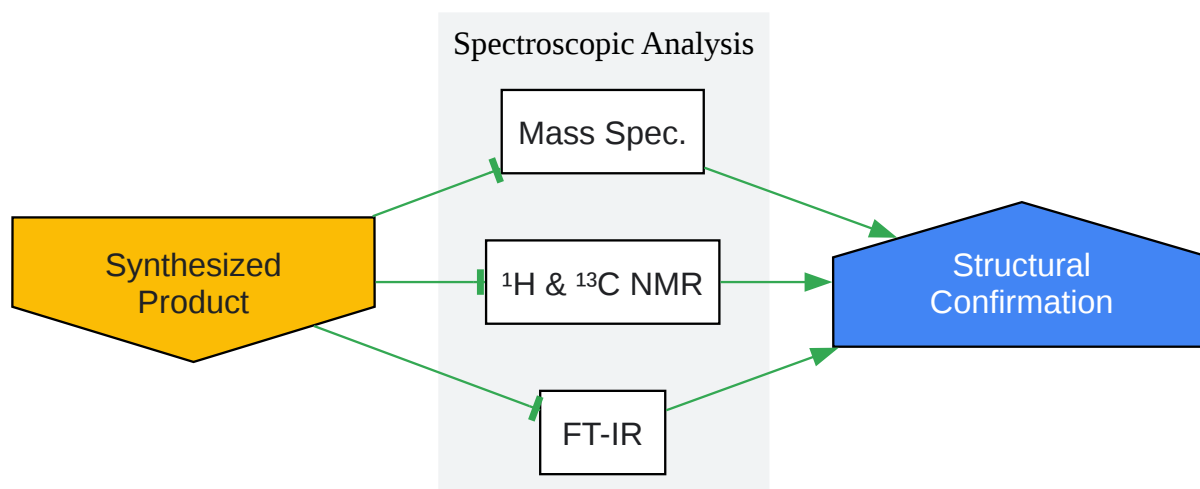 Spectroscopic Analysis
Mass Spec.
Synthesized
Product
¹H & ¹³C NMR
Structural
Confirmation
FT-IR